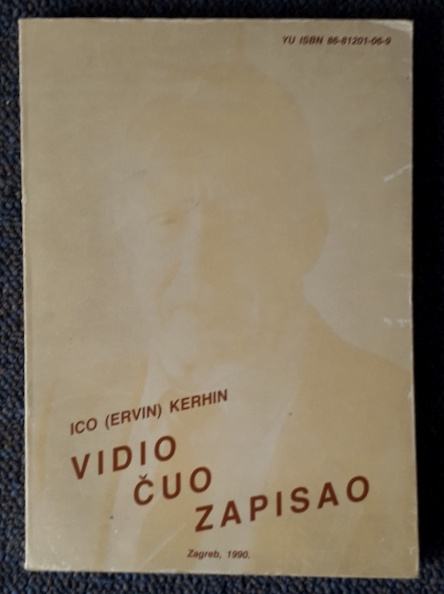 YU ISBN 86-81201-06-9
ICO (ERVIN) KERHIN
VIDIO
ČUO
ZAPISAO
Zagreb, 1990.